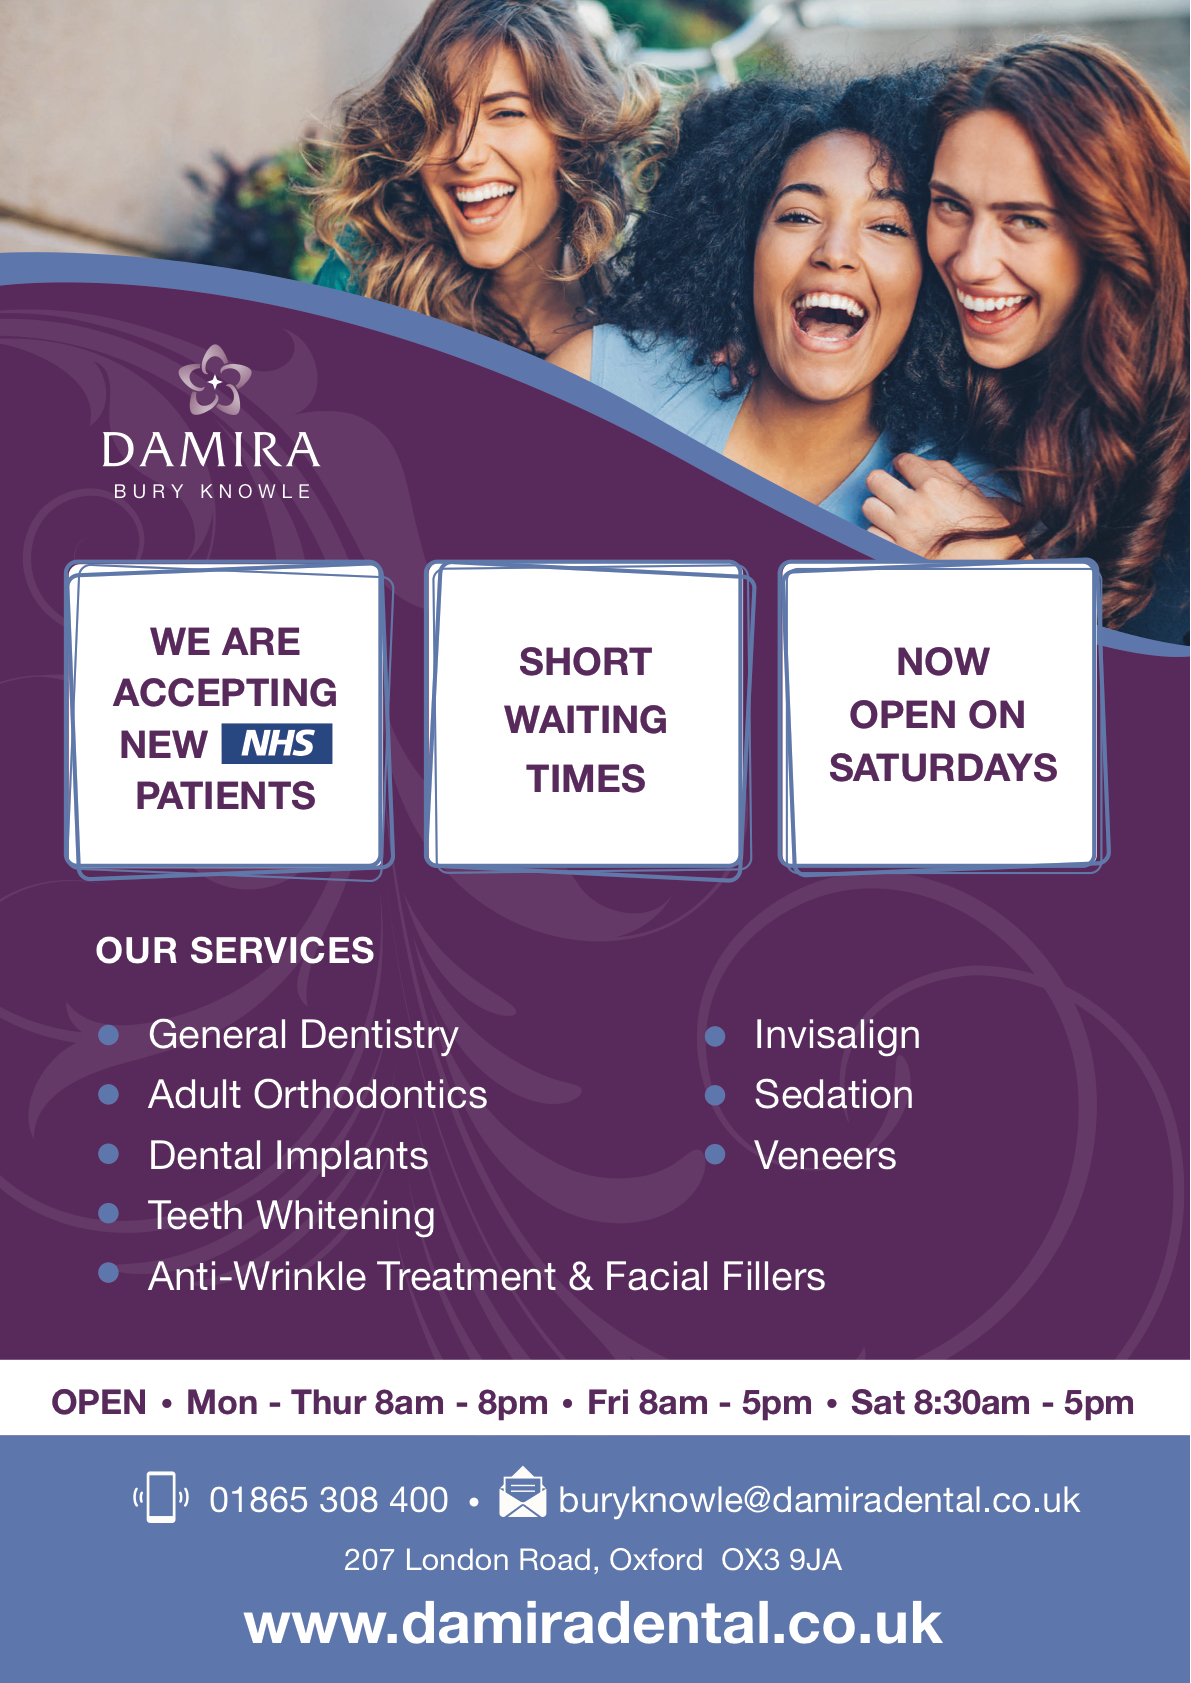 DAMIRA
BURY KNOWLE
WE ARE
ACCEPTING
NEW NHS
PATIENTS
SHORT
WAITING
TIMES
NOW
OPEN ON
SATURDAYS
OUR SERVICES
General Dentistry
Adult Orthodontics
Dental Implants
Teeth Whitening
Anti-Wrinkle Treatment & Facial Fillers
Invisalign
Sedation
Veneers
OPEN • Mon - Thur 8am - 8pm • Fri 8am - 5pm • Sat 8:30am - 5pm
01865 308 400 • buryknowle@damiradental.co.uk
207 London Road, Oxford OX3 9JA
www.damiradental.co.uk